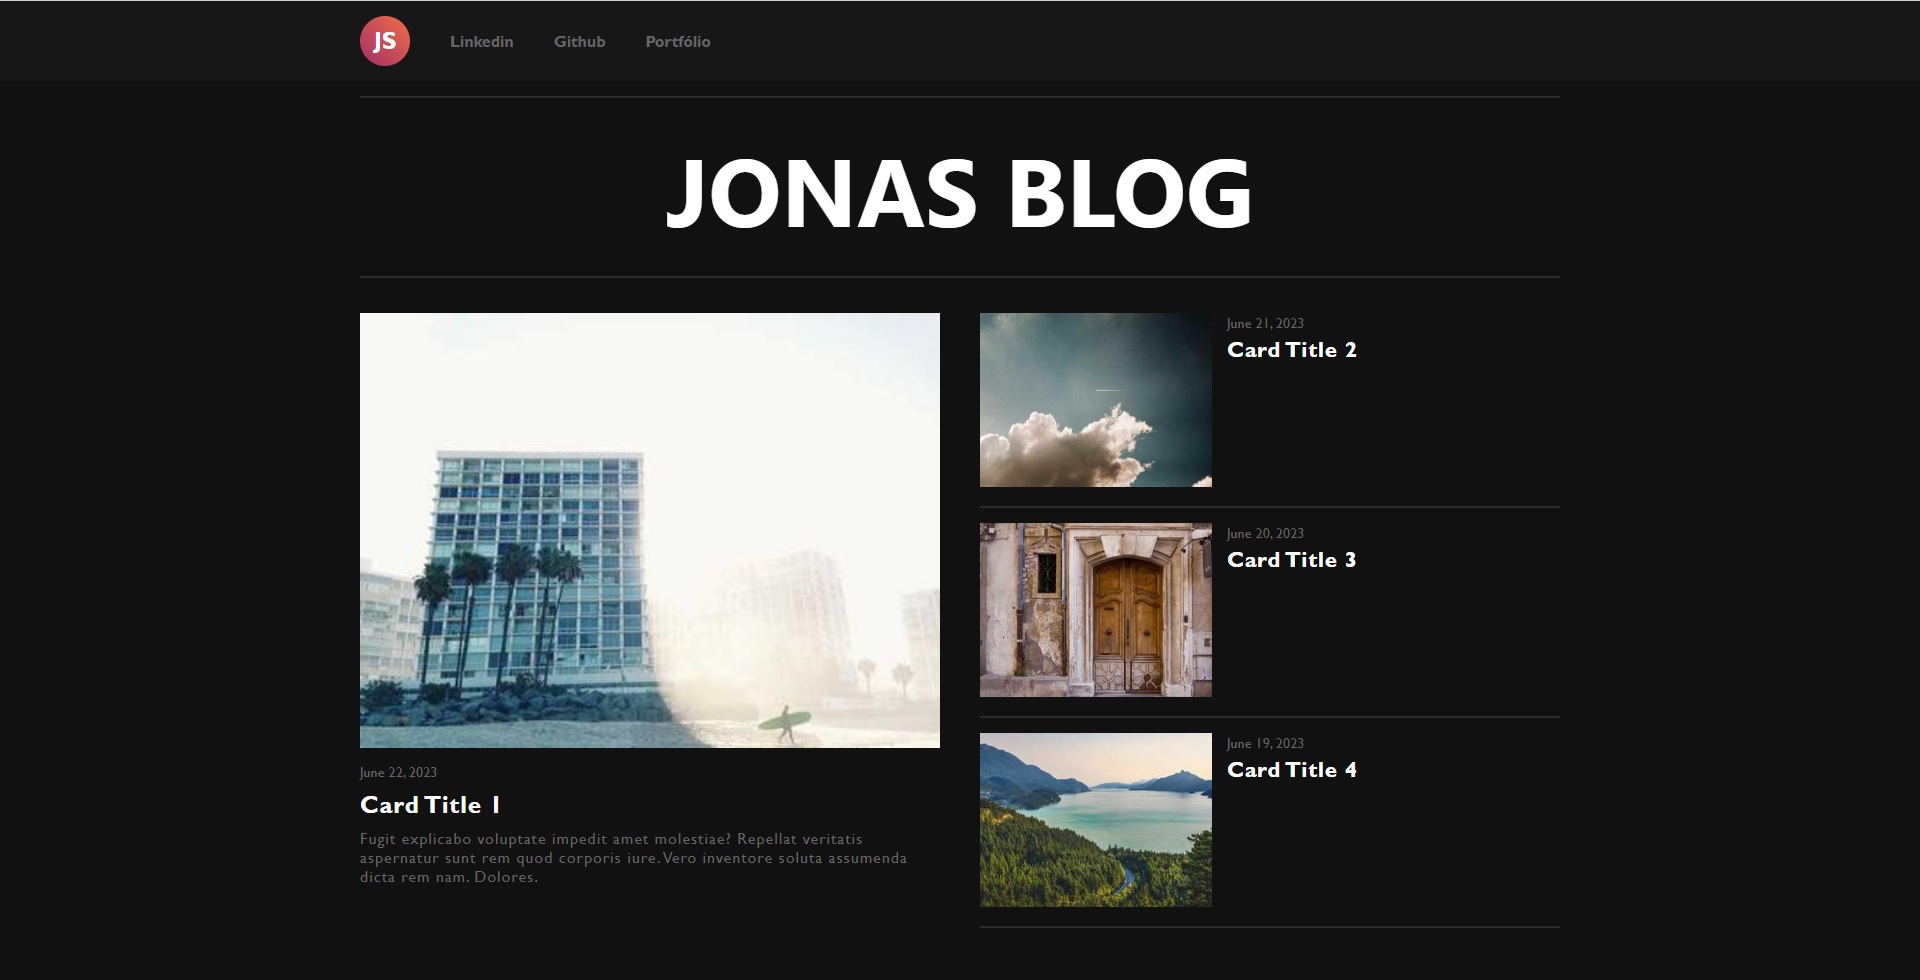 JS
Linkedin Github Portfólio
JONAS BLOG
June 22, 2023
Card Title 1
Fugit explicabo voluptate impedit amet molestiae? Repellat veritatis
aspernatur sunt rem quod corporis iure. Vero inventore soluta assumenda
dicta rem nam. Dolores.
June 21, 2023
Card Title 2
June 20, 2023
Card Title 3
June 19, 2023
Card Title 4